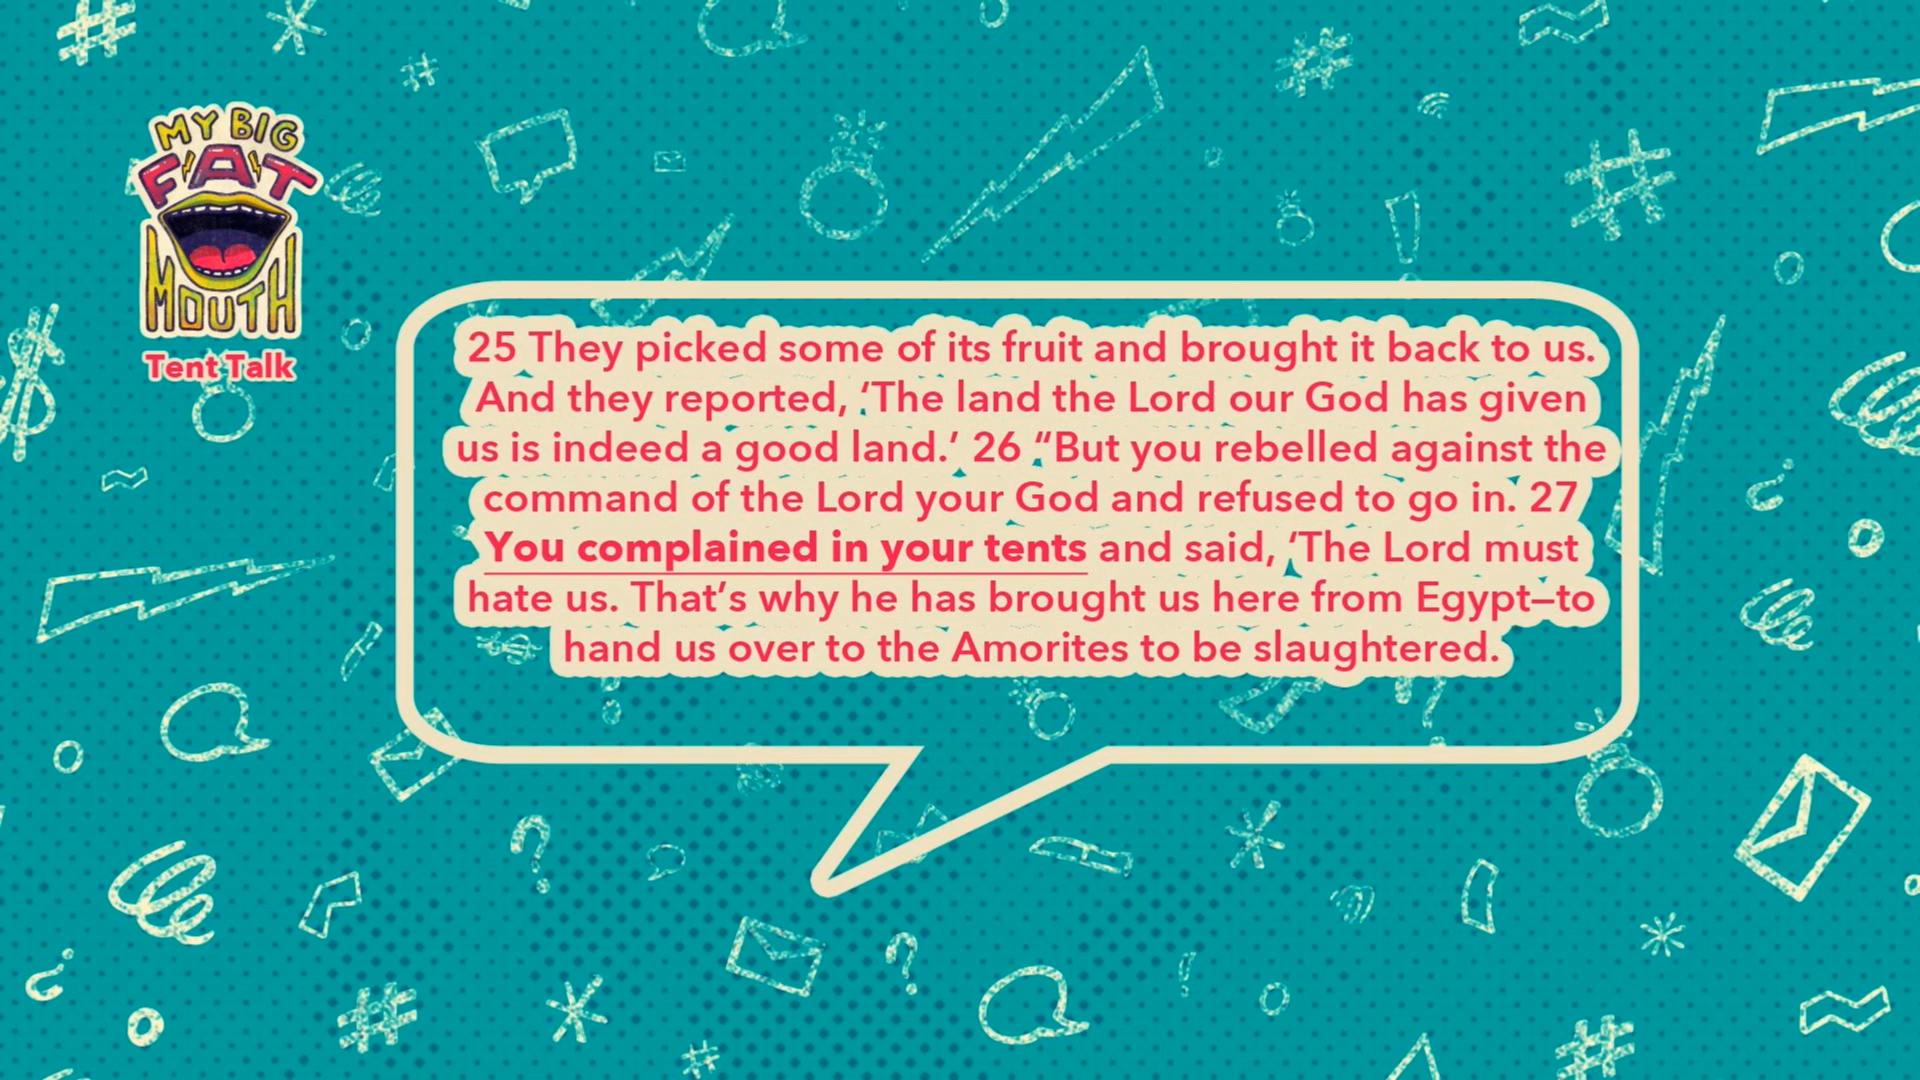 MY BIG
FAT
MOUTH
Tent Talk
25 They picked some of its fruit and brought it back to us.
And they reported, ‘The land the Lord our God has given
us is indeed a good land.’ 26 “But you rebelled against the
command of the Lord your God and refused to go in. 27
You complained in your tents and said, ‘The Lord must
hate us. That’s why he has brought us here from Egypt—to
hand us over to the Amorites to be slaughtered.